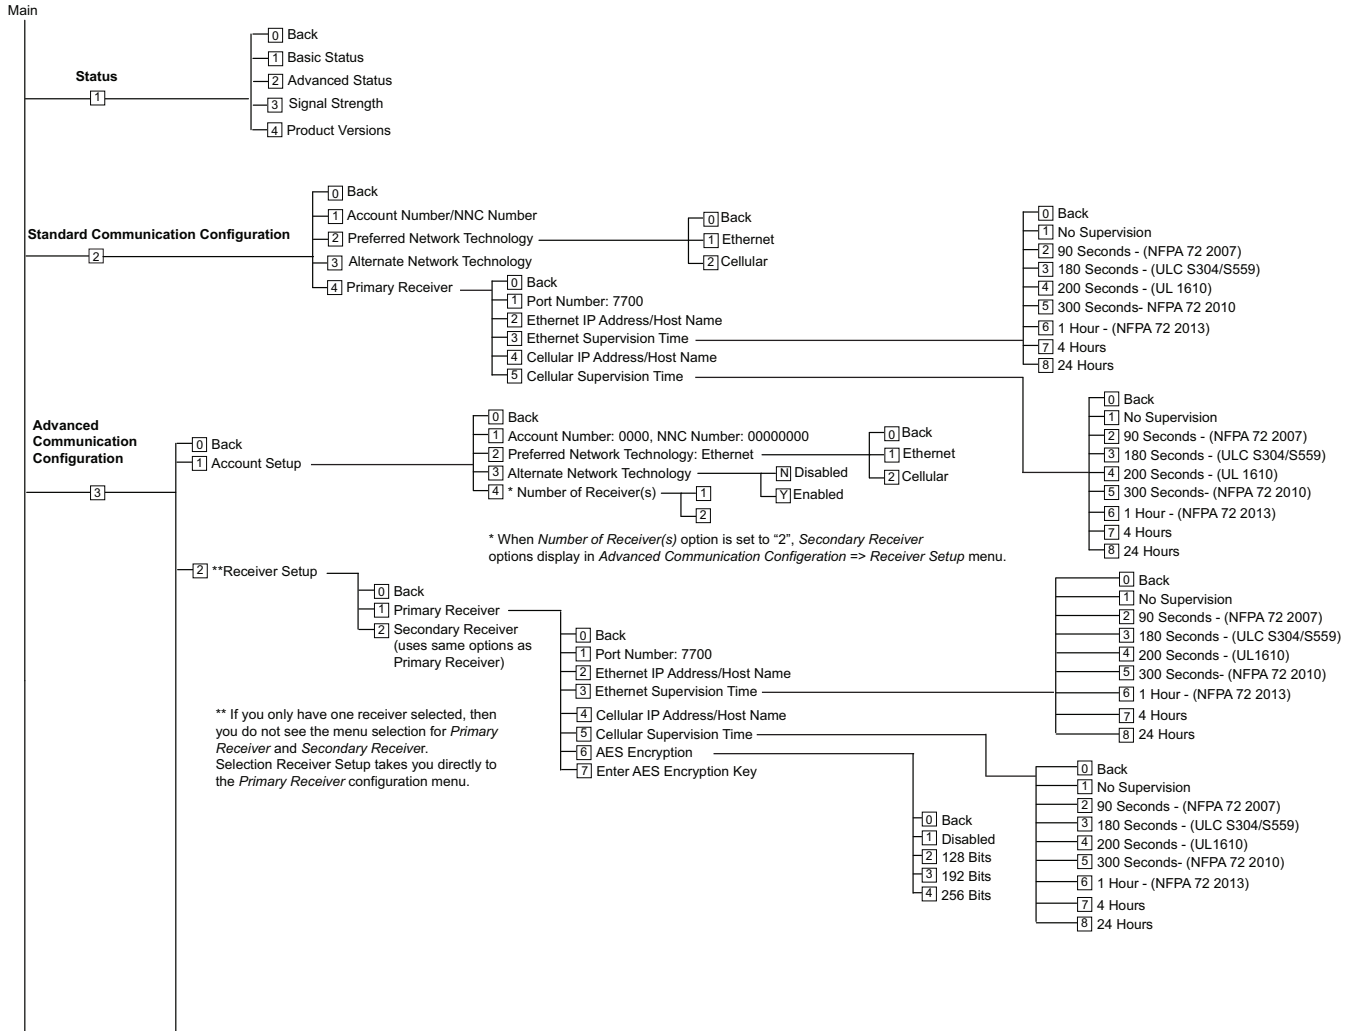 Main
Status
1
0 Back
1 Basic Status
2 Advanced Status
3 Signal Strength
4 Product Versions
Standard Communication Configuration
2
0 Back
1 Account Number/NNC Number
2 Preferred Network Technology
0 Back
1 Ethernet
2 Cellular
3 Alternate Network Technology
4 Primary Receiver
0 Back
1 Port Number: 7700
2 Ethernet IP Address/Host Name
3 Ethernet Supervision Time
0 Back
1 No Supervision
2 90 Seconds - (NFPA 72 2007)
3 180 Seconds - (ULC S304/S559)
4 200 Seconds - (UL 1610)
5 300 Seconds- NFPA 72 2010
6 1 Hour - (NFPA 72 2013)
7 4 Hours
8 24 Hours
4 Cellular IP Address/Host Name
5 Cellular Supervision Time
0 Back
1 No Supervision
2 90 Seconds - (NFPA 72 2007)
3 180 Seconds - (ULC S304/S559)
4 200 Seconds - (UL 1610)
5 300 Seconds- (NFPA 72 2010)
6 1 Hour - (NFPA 72 2013)
7 4 Hours
8 24 Hours
Advanced
Communication
Configuration
3
0 Back
1 Account Setup
0 Back
1 Account Number: 0000, NNC Number: 00000000
2 Preferred Network Technology: Ethernet
0 Back
1 Ethernet
2 Cellular
3 Alternate Network Technology
N Disabled
Y Enabled
4 * Number of Receiver(s)
1
2
* When Number of Receiver(s) option is set to “2”, Secondary Receiver
options display in Advanced Communication Configeration => Receiver Setup menu.
2 **Receiver Setup
0 Back
1 Primary Receiver
2 Secondary Receiver
(uses same options as
Primary Receiver)
0 Back
1 Port Number: 7700
2 Ethernet IP Address/Host Name
3 Ethernet Supervision Time
0 Back
1 No Supervision
2 90 Seconds - (NFPA 72 2007)
3 180 Seconds - (ULC S304/S559)
4 200 Seconds - (UL1610)
5 300 Seconds- (NFPA 72 2010)
6 1 Hour - (NFPA 72 2013)
7 4 Hours
8 24 Hours
4 Cellular IP Address/Host Name
5 Cellular Supervision Time
0 Back
1 No Supervision
2 90 Seconds - (NFPA 72 2007)
3 180 Seconds - (ULC S304/S559)
4 200 Seconds - (UL1610)
5 300 Seconds- (NFPA 72 2010)
6 1 Hour - (NFPA 72 2013)
7 4 Hours
8 24 Hours
6 AES Encryption
0 Back
1 Disabled
2 128 Bits
3 192 Bits
4 256 Bits
7 Enter AES Encryption Key
** If you only have one receiver selected, then
you do not see the menu selection for Primary
Receiver and Secondary Receiver.
Selection Receiver Setup takes you directly to
the Primary Receiver configuration menu.